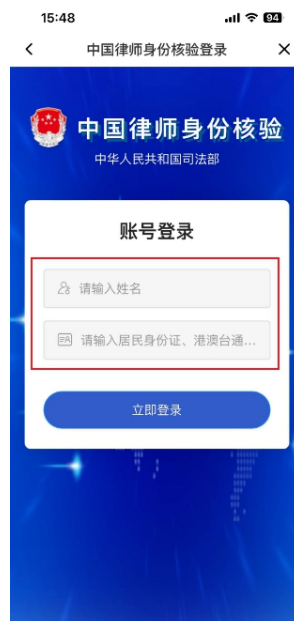 15:48
94
中国律师身份核验登录
中国律师身份核验
中华人民共和国司法部
账号登录
请输入姓名
请输入居民身份证、港澳台通...
立即登录